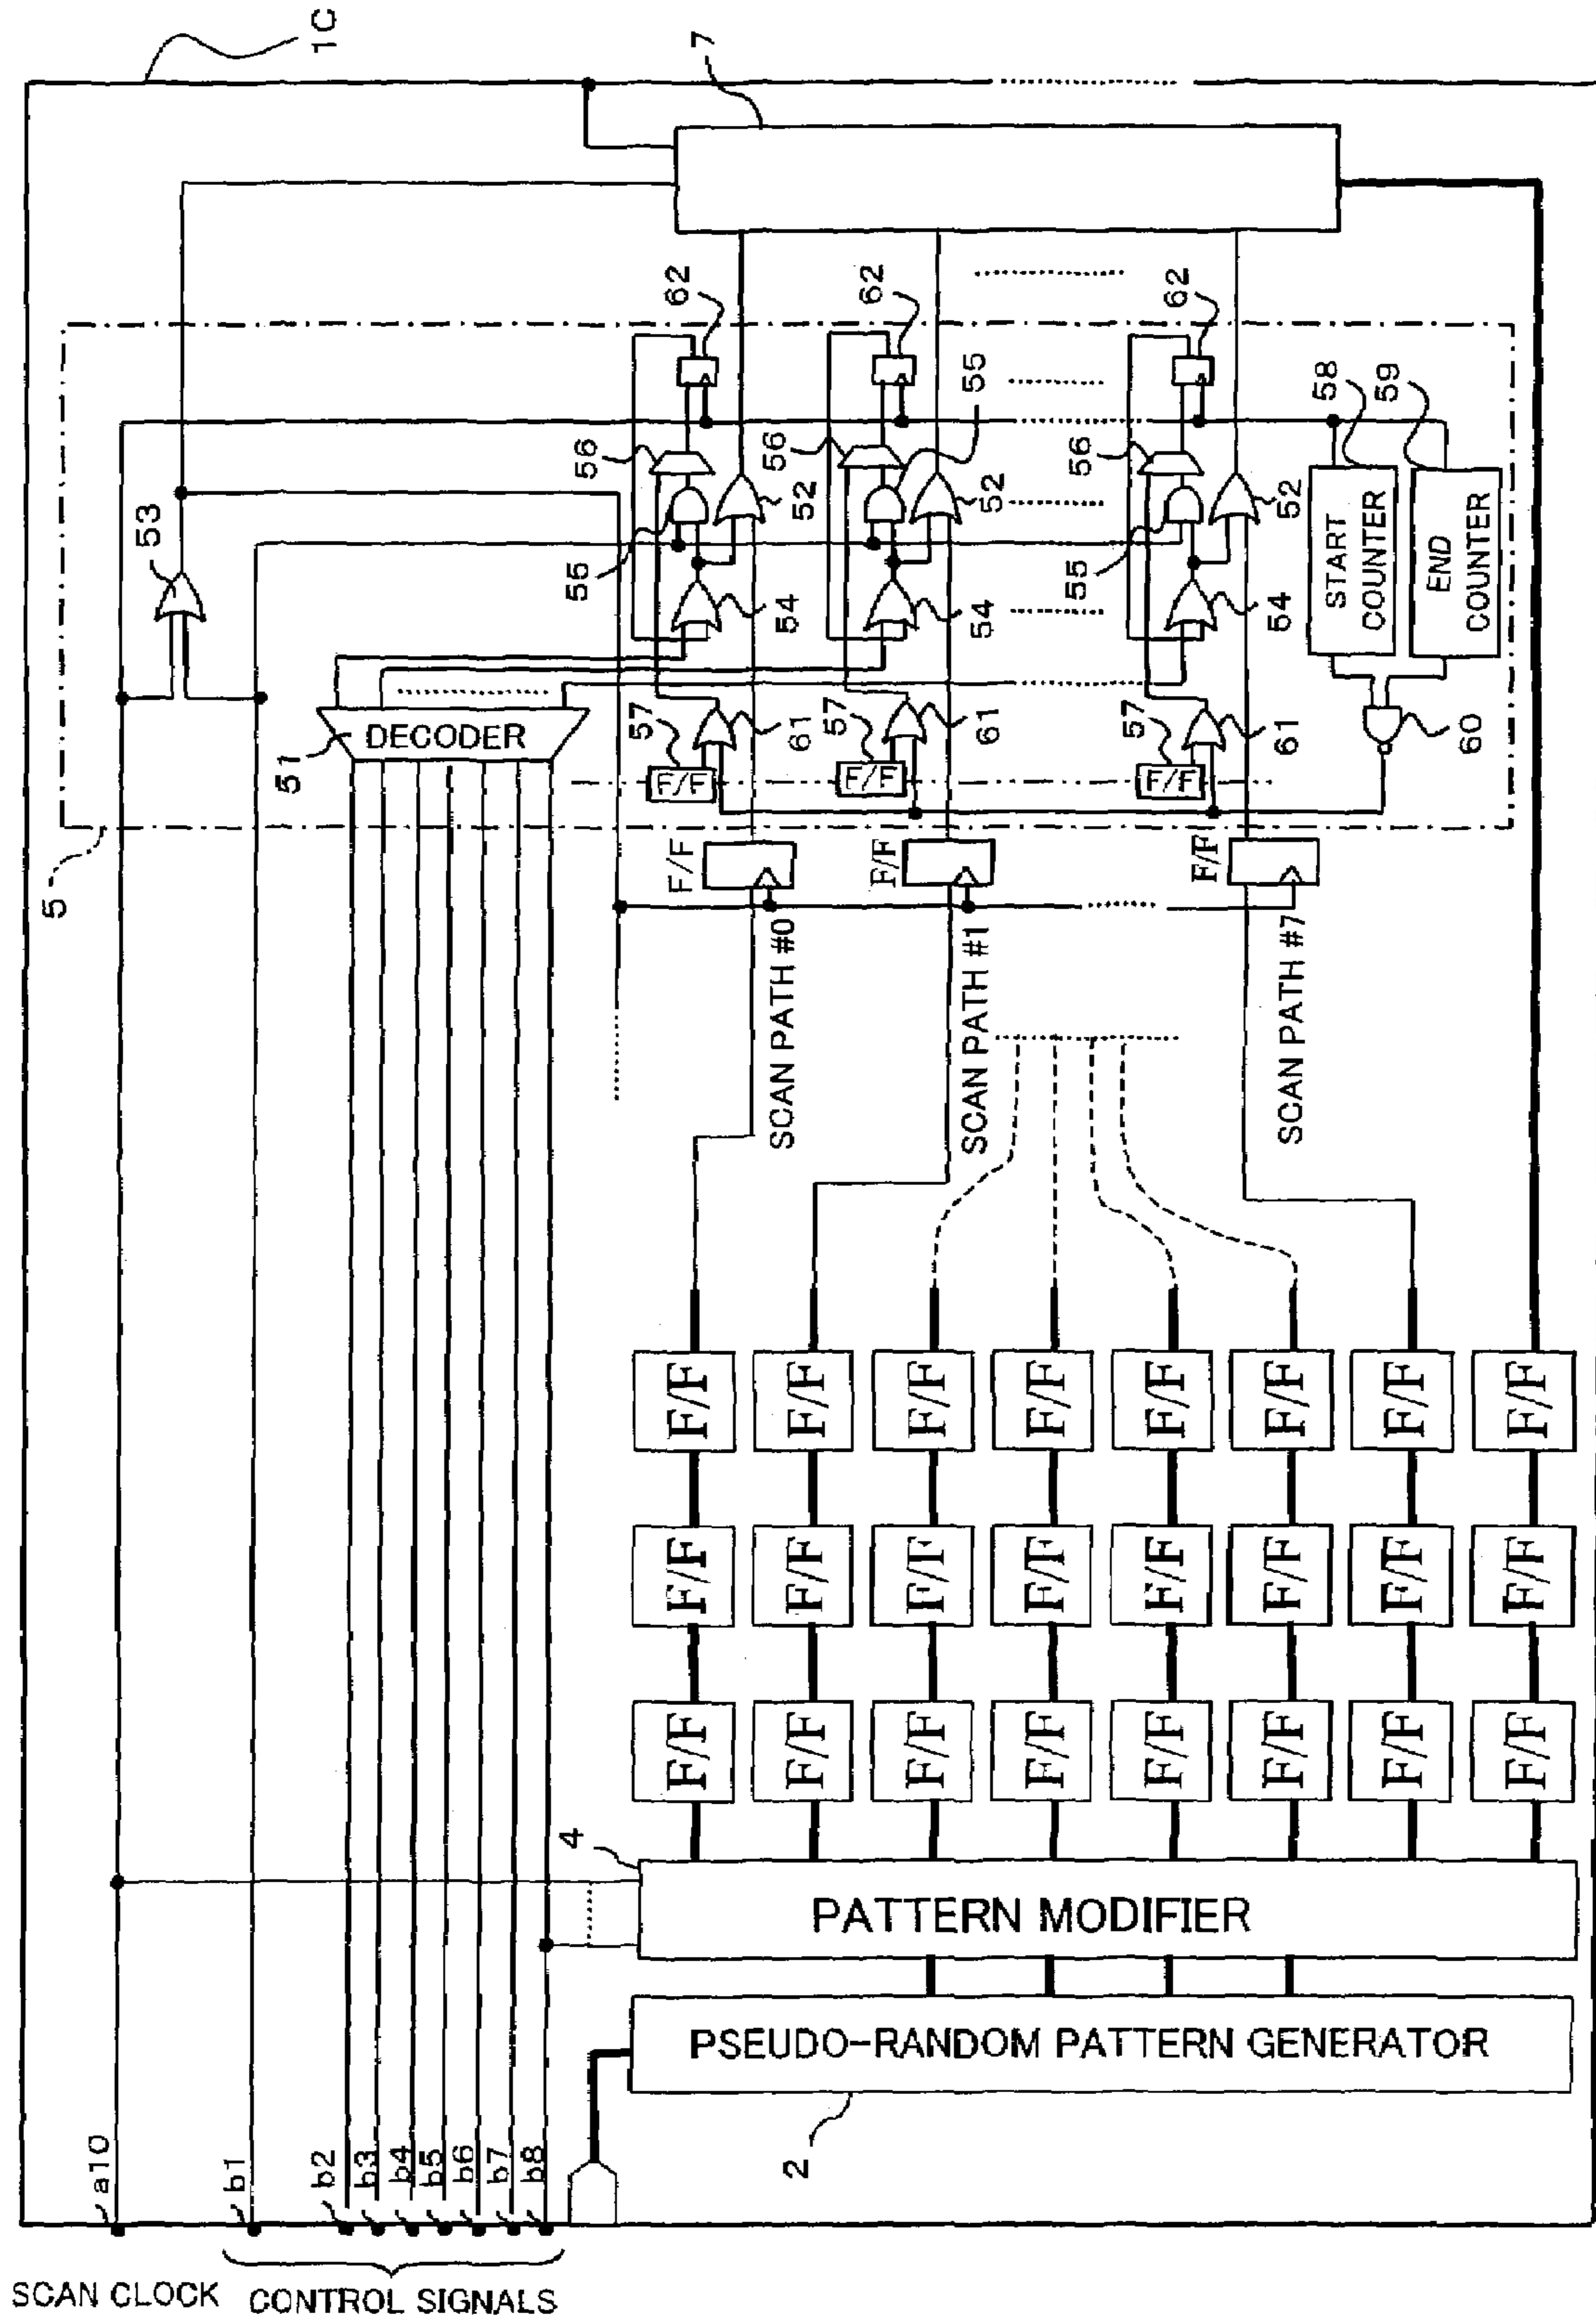 1C
7
53
5
51
DECODER
56
62
55
52
54
57
F/F
61
F/F
SCAN PATH #0
56
62
55
52
54
57
F/F
61
F/F
SCAN PATH #1
56
62
55
52
54
57
F/F
61
F/F
SCAN PATH #7
58
START
COUNTER
59
END
COUNTER
60
F/F F/F F/F
F/F F/F F/F
F/F F/F F/F
F/F F/F F/F
F/F F/F F/F
F/F F/F F/F
F/F F/F F/F
F/F F/F F/F
4
PATTERN MODIFIER
PSEUDO-RANDOM PATTERN GENERATOR
2
a10
b1
b2
b3
b4
b5
b6
b7
b8
SCAN CLOCK
CONTROL SIGNALS